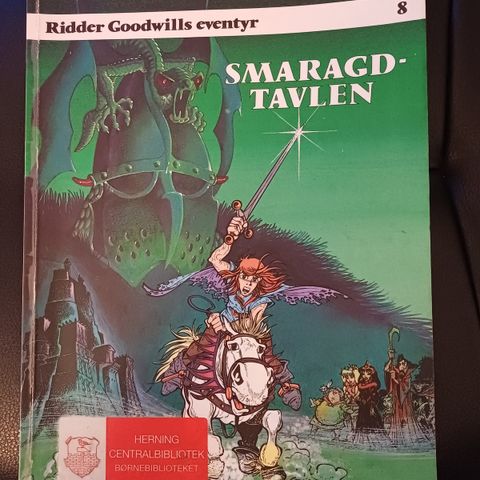 Ridder Goodwills eventyr
8
SMARAGD-
TAVLEN
HERNING
CENTRALBIBLIOTEK
BØRNEBIBLIOTEKET